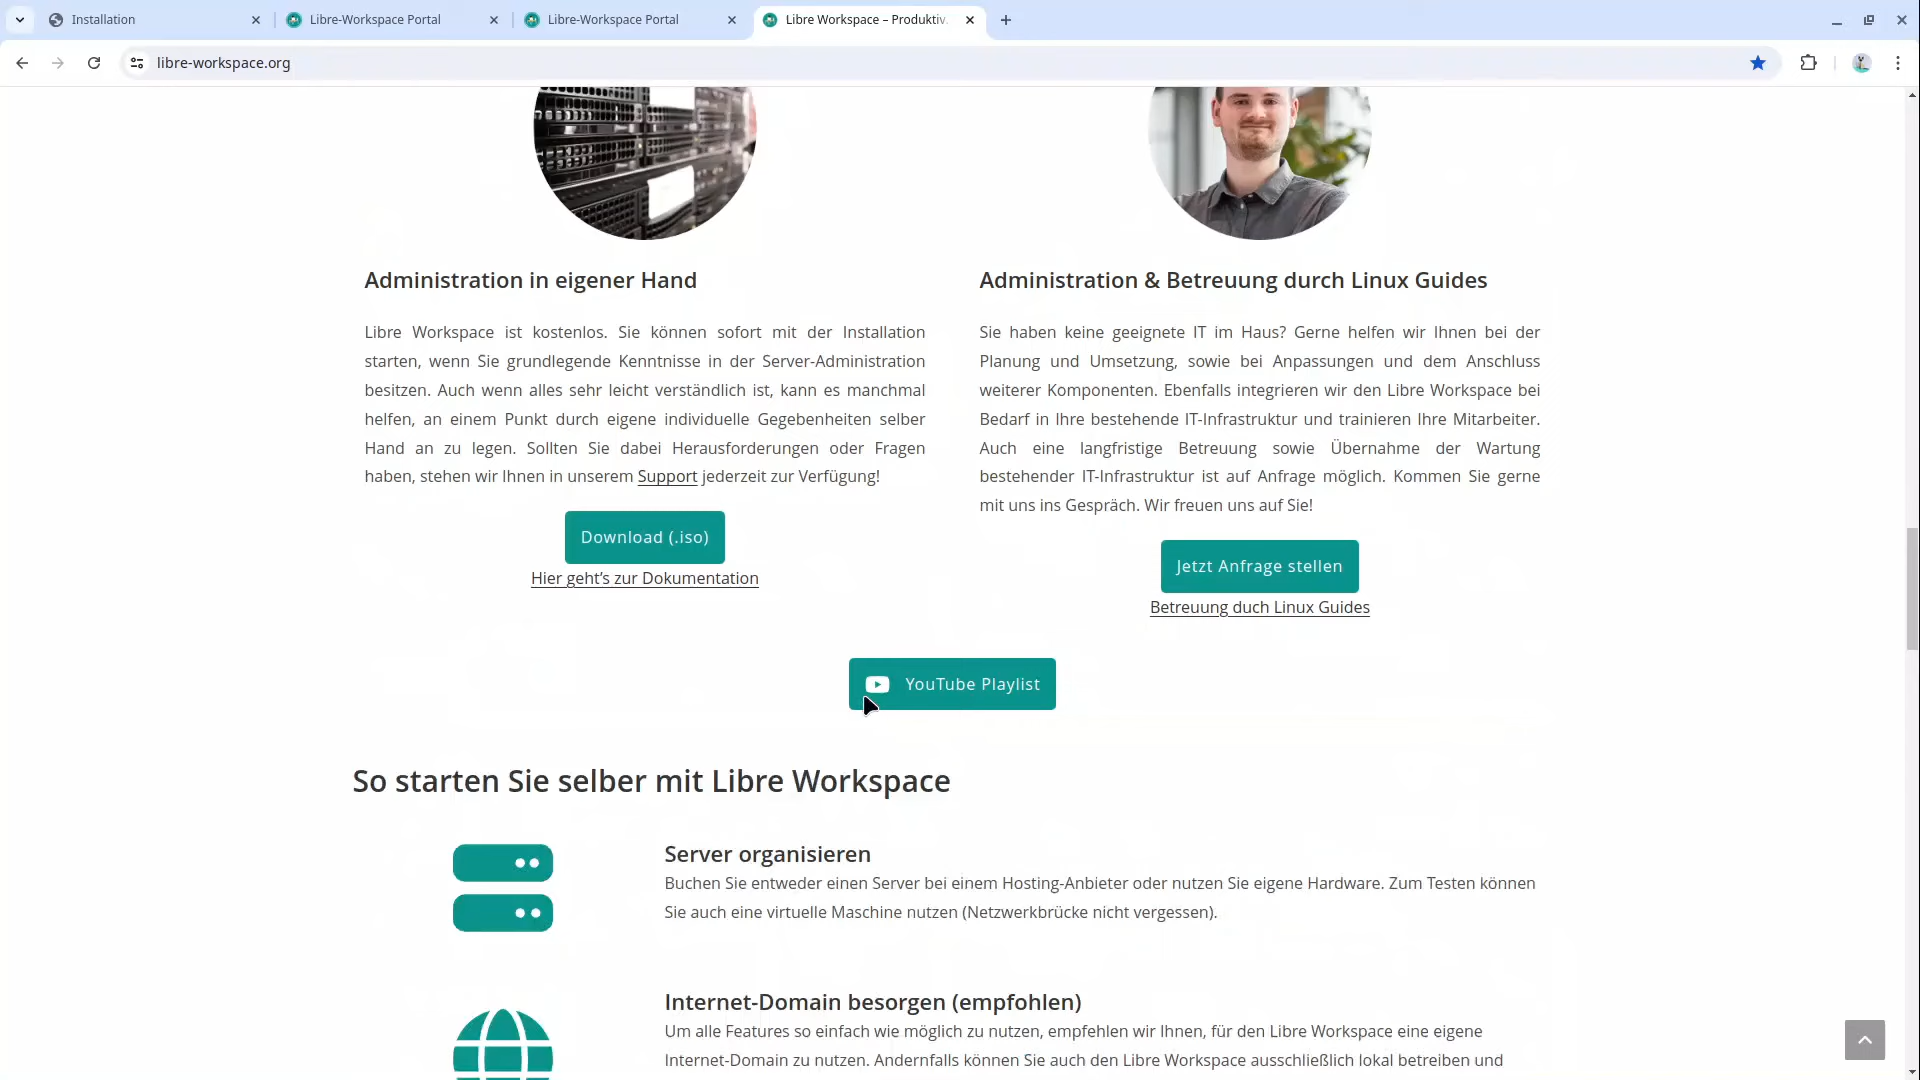 Installation
Libre-Workspace Portal
Libre-Workspace Portal
Libre Workspace – Produktiv
libre-workspace.org
Administration in eigener Hand
Libre Workspace ist kostenlos. Sie können sofort mit der Installation
starten, wenn Sie grundlegende Kenntnisse in der Server-Administration
besitzen. Auch wenn alles sehr leicht verständlich ist, kann es manchmal
helfen, an einem Punkt durch eigene individuelle Gegebenheiten selber
Hand an zu legen. Sollten Sie dabei Herausforderungen oder Fragen
haben, stehen wir Ihnen in unserem Support jederzeit zur Verfügung!
Download (.iso)
Hier geht’s zur Dokumentation
Administration & Betreuung durch Linux Guides
Sie haben keine geeignete IT im Haus? Gerne helfen wir Ihnen bei der
Planung und Umsetzung, sowie bei Anpassungen und dem Anschluss
weiterer Komponenten. Ebenfalls integrieren wir den Libre Workspace bei
Bedarf in Ihre bestehende IT-Infrastruktur und trainieren Ihre Mitarbeiter.
Auch eine langfristige Betreuung sowie Übernahme der Wartung
bestehender IT-Infrastruktur ist auf Anfrage möglich. Kommen Sie gerne
mit uns ins Gespräch. Wir freuen uns auf Sie!
Jetzt Anfrage stellen
Betreuung duch Linux Guides
YouTube Playlist
So starten Sie selber mit Libre Workspace
Server organisieren
Buchen Sie entweder einen Server bei einem Hosting-Anbieter oder nutzen Sie eigene Hardware. Zum Testen können
Sie auch eine virtuelle Maschine nutzen (Netzwerkbrücke nicht vergessen).
Internet-Domain besorgen (empfohlen)
Um alle Features so einfach wie möglich zu nutzen, empfehlen wir Ihnen, für den Libre Workspace eine eigene
Internet-Domain zu nutzen. Andernfalls können Sie auch den Libre Workspace ausschließlich lokal betreiben und